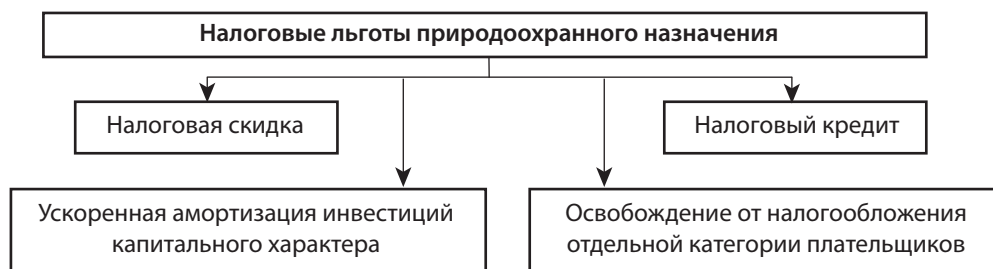 Налоговые льготы природоохранного назначения
Налоговая скидка
Налоговый кредит
Ускоренная амортизация инвестиций
капитального характера
Освобождение от налогообложения
отдельной категории плательщиков